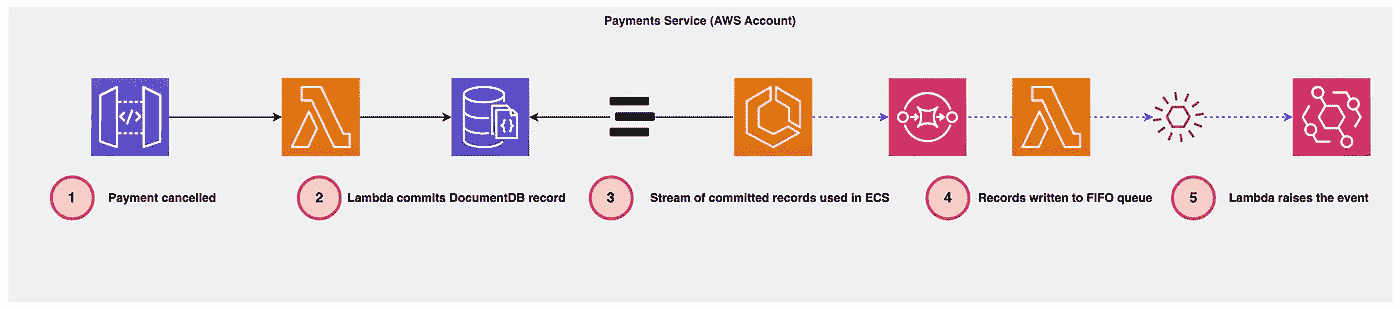 Payments Service (AWS Account)
</>
{}
1 Payment cancelled
2 Lambda commits DocumentDB record
3 Stream of committed records used in ECS
4 Records written to FIFO queue
5 Lambda raises the event